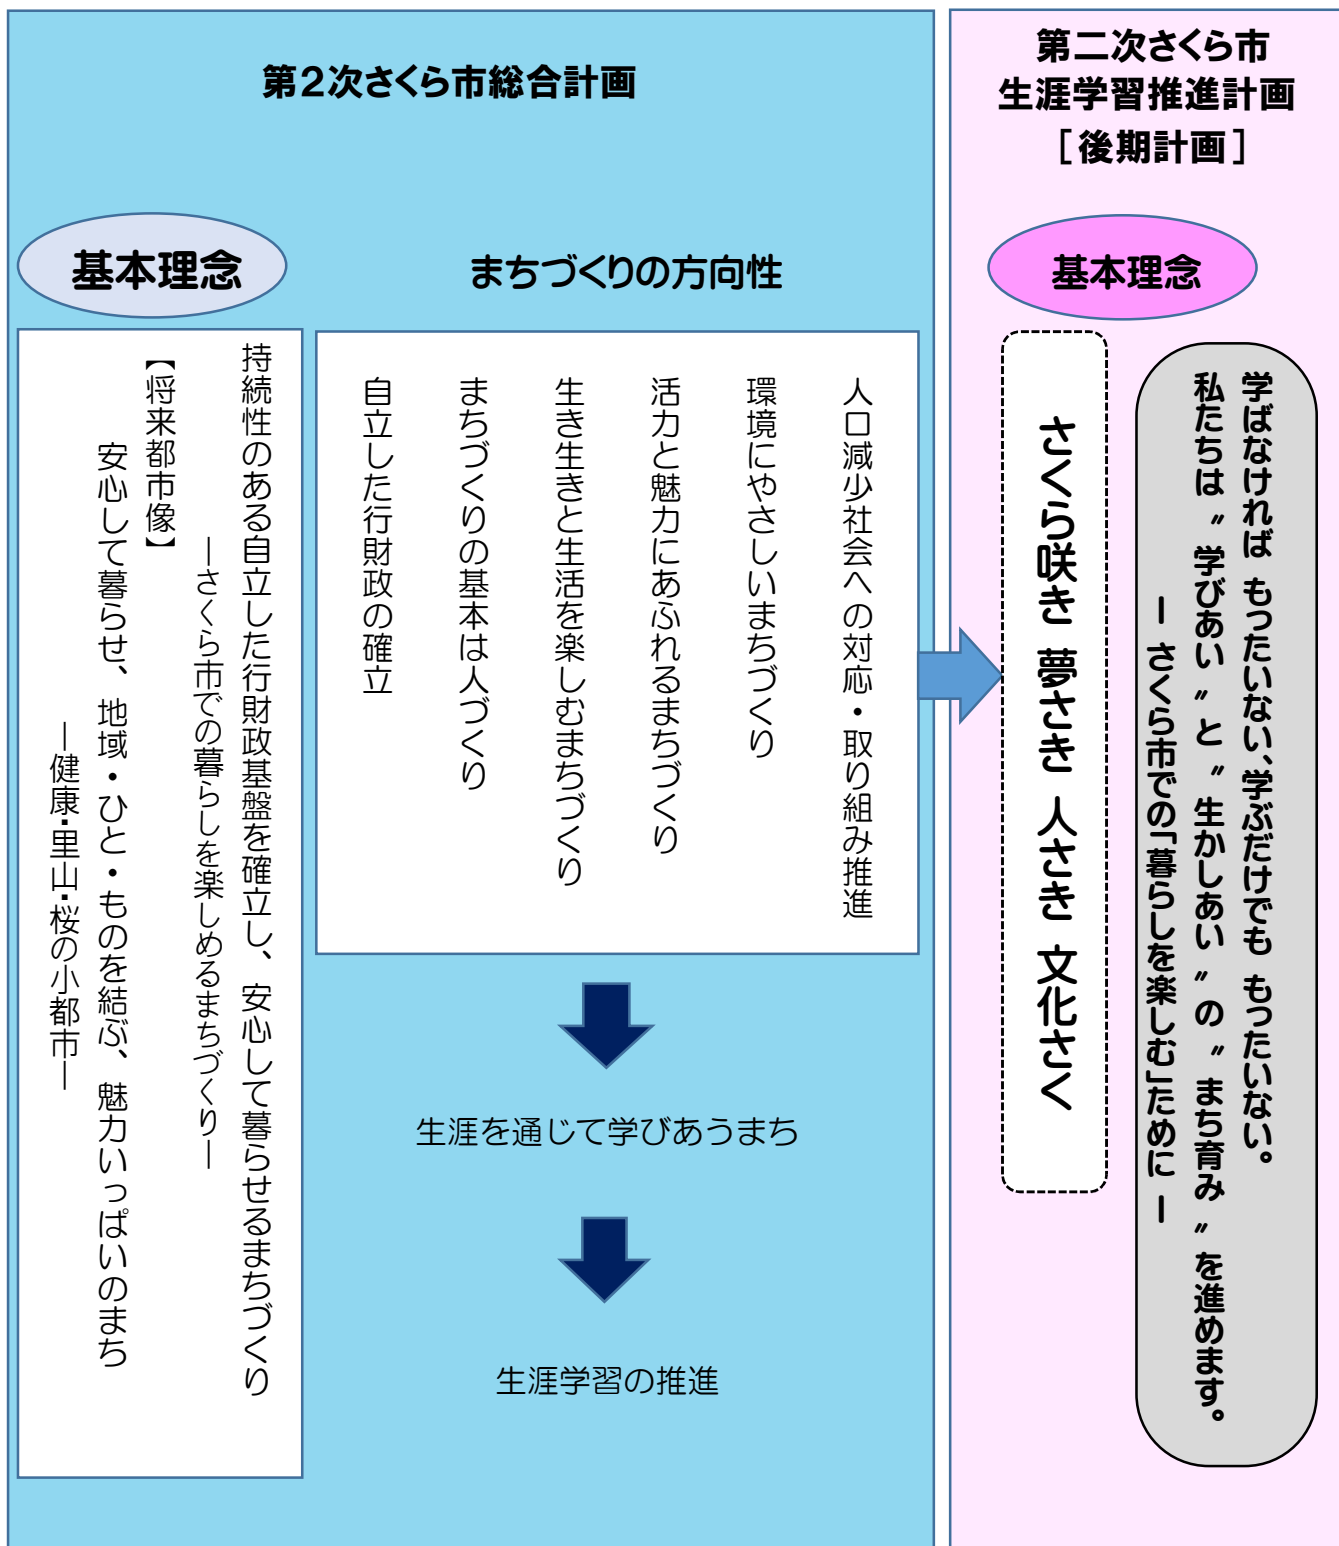 第2次さくら市総合計画
基本理念
持続性のある自立した行財政基盤を確立し、安心して暮らせるまちづくり
―さくら市での暮らしを楽しめるまちづくり―
【将来都市像】
安心して暮らせ、地域・ひと・ものを結ぶ、魅力いっぱいのまち
―健康・里山・桜の小都市―
まちづくりの方向性
人口減少社会への対応・取り組み推進
環境にやさしいまちづくり
活力と魅力にあふれるまちづくり
生き生きと生活を楽しむまちづくり
まちづくりの基本は人づくり
自立した行財政の確立
生涯を通じて学びあうまち
生涯学習の推進
第二次さくら市
生涯学習推進計画
［後期計画］
基本理念
学ばなければ もったいない、学ぶだけでも もったいない。
私たちは〝学びあい〟と〝生かしあい〟の〝まち育み〟を進めます。
― さくら市での「暮らしを楽しむ」ために ―
さくら咲き 夢さき 人さき 文化さく